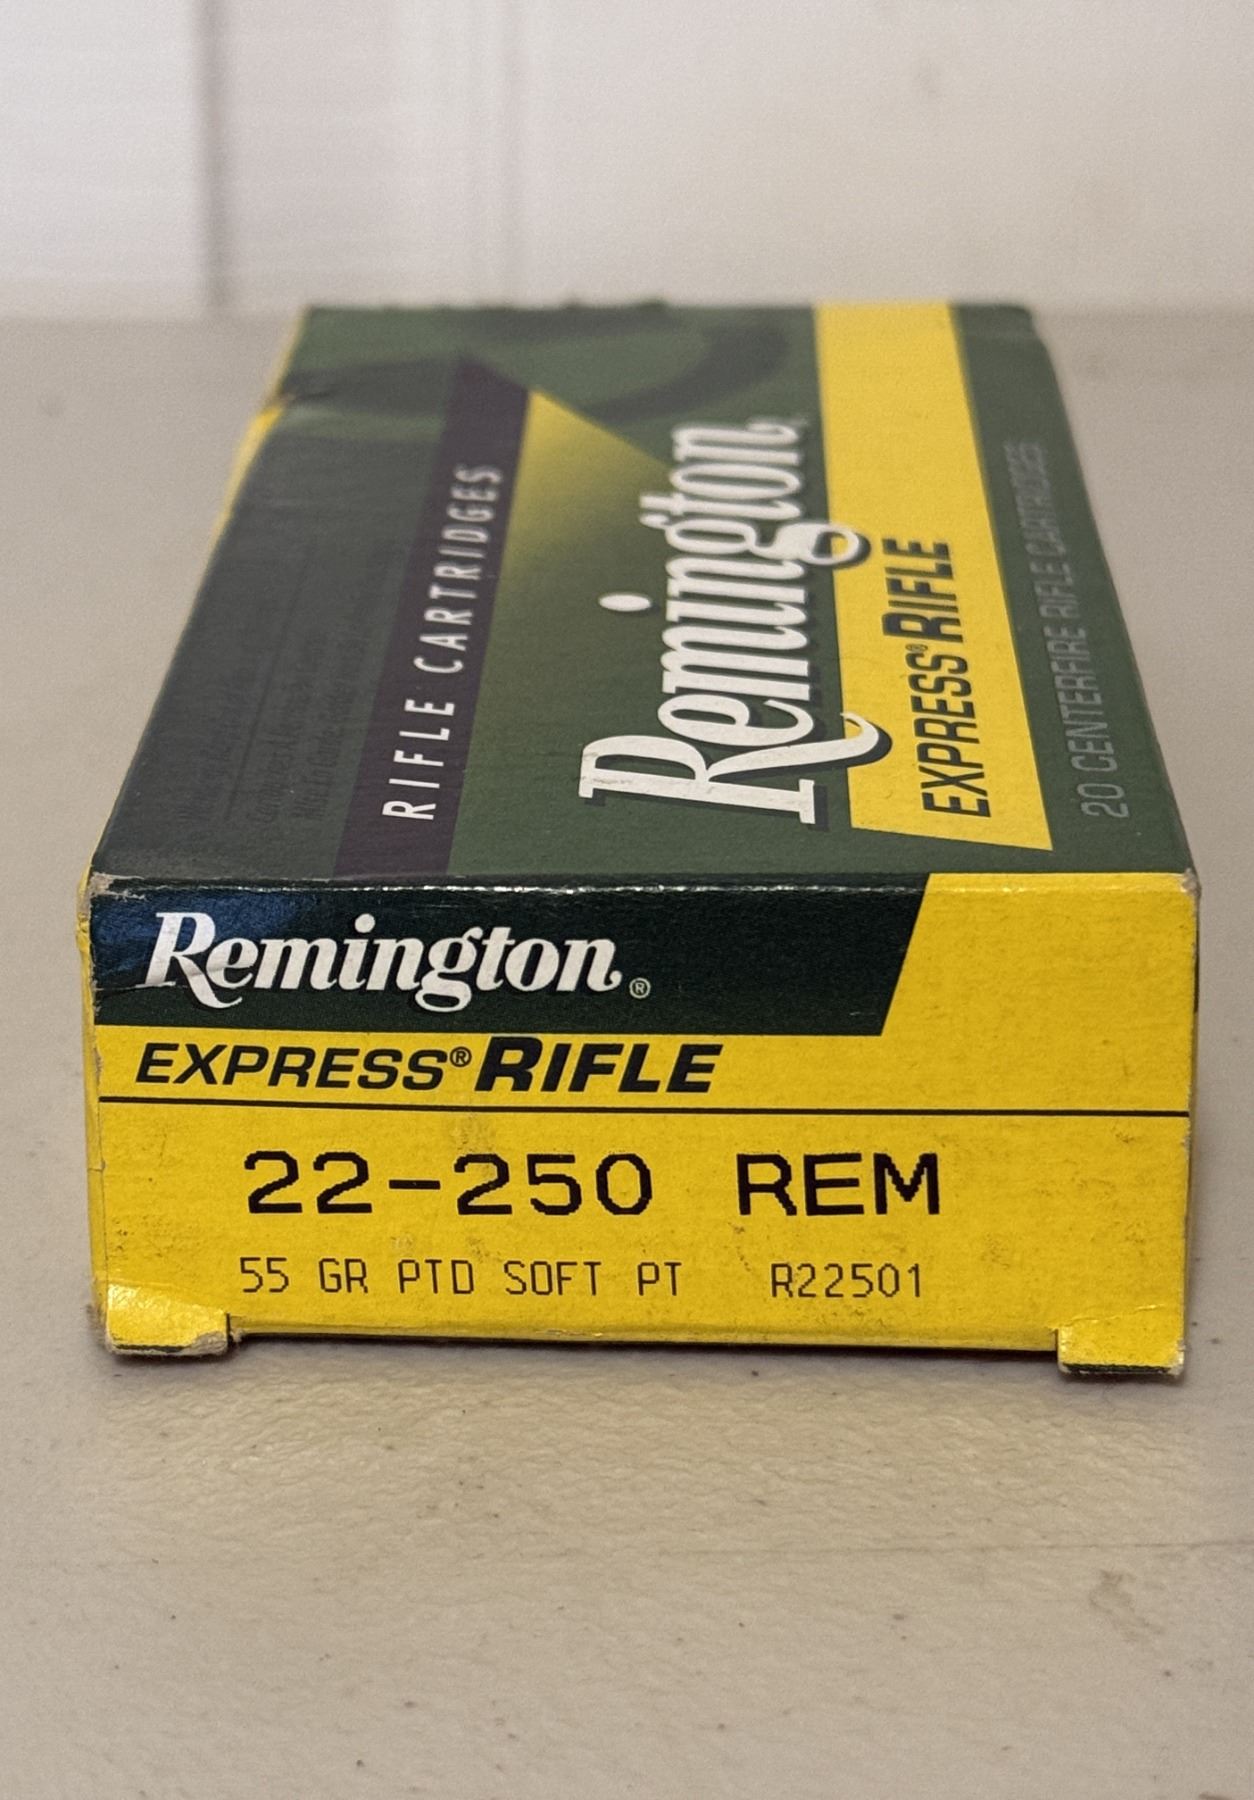 RIFLE CARTRIDGES
Remington
EXPRESS® RIFLE
20 CENTERFIRE RIFLE CARTRIDGES
Remington®
EXPRESS® RIFLE
22-250 REM
55 GR PTD SOFT PT R22501